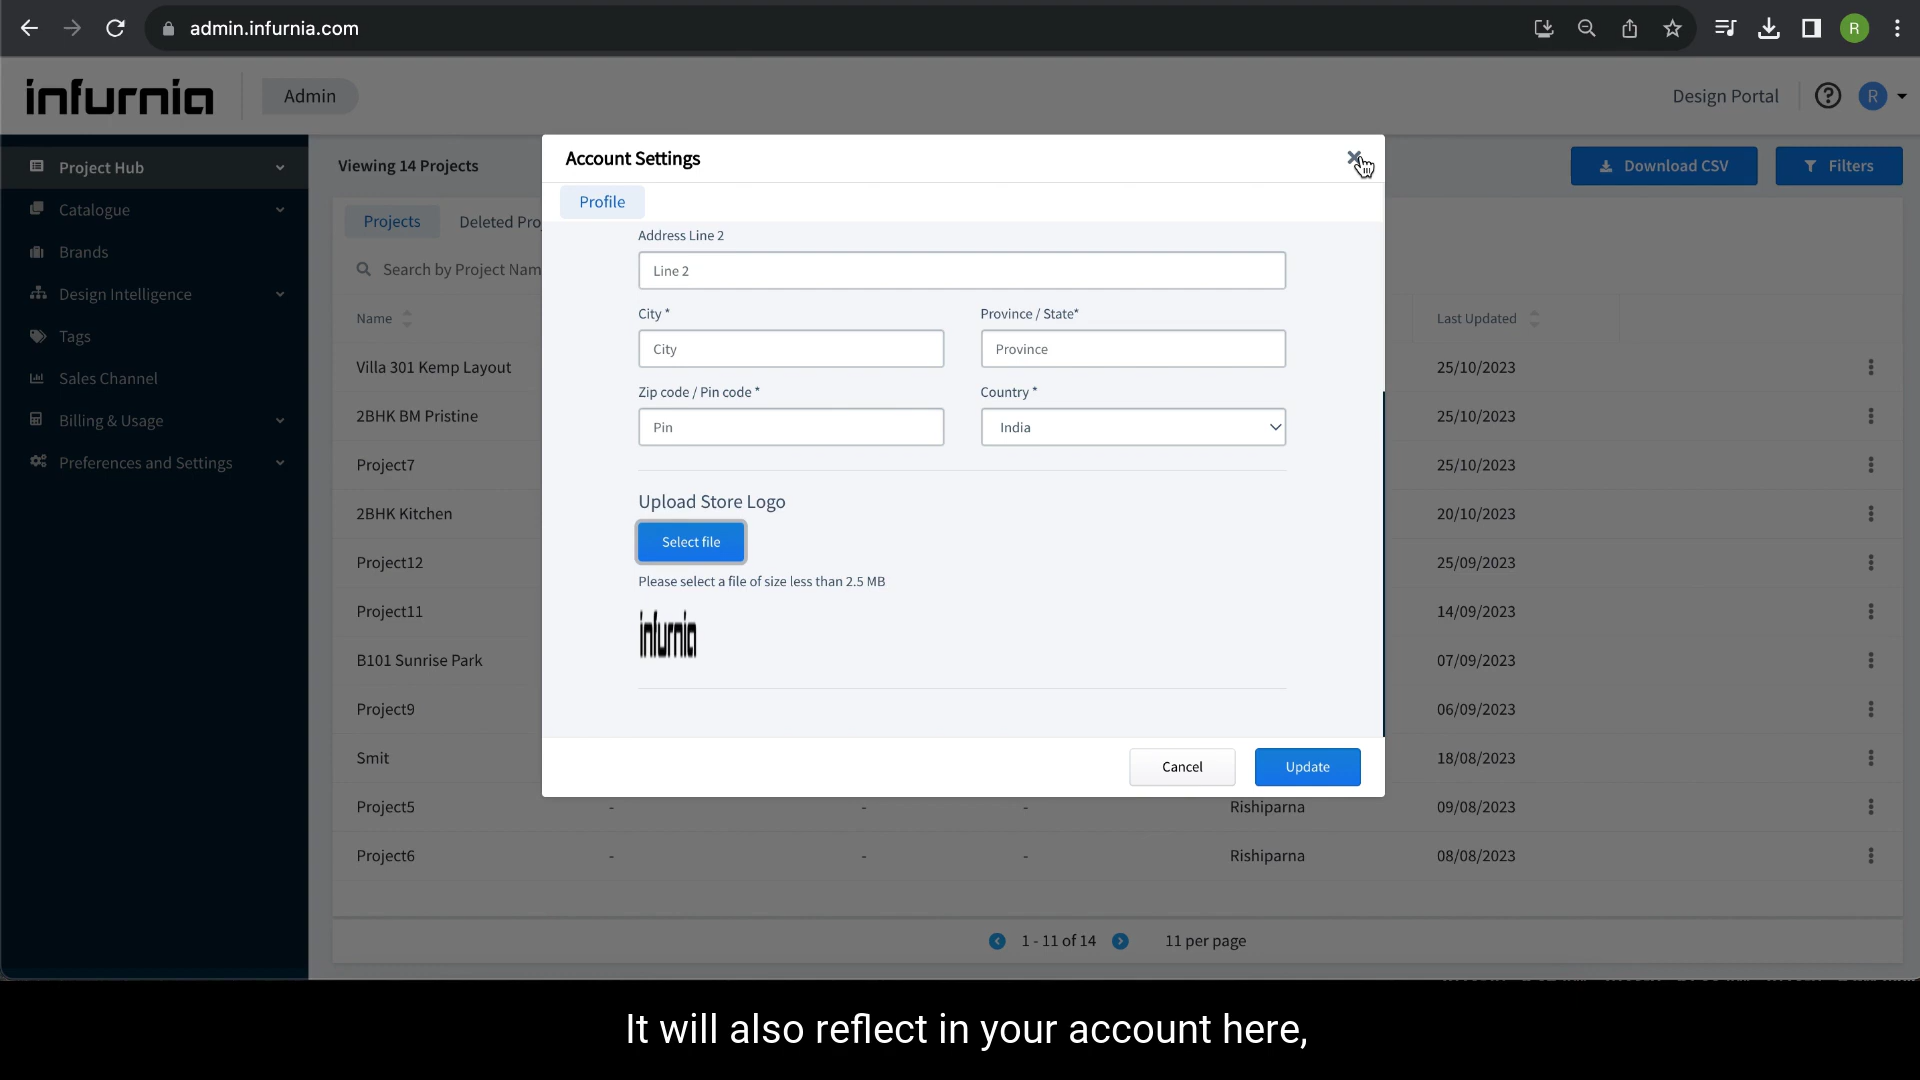 admin.infurnia.com
R
infurnia
Admin
Design Portal
R
Project Hub
Catalogue
Brands
Design Intelligence
Tags
Sales Channel
Billing & Usage
Preferences and Settings
Viewing 14 Projects
Download CSV
Filters
Projects
Deleted Pro
Search by Project Nam
Name
Last Updated
Villa 301 Kemp Layout
25/10/2023
2BHK BM Pristine
25/10/2023
Project7
25/10/2023
2BHK Kitchen
20/10/2023
Project12
25/09/2023
Project11
14/09/2023
B101 Sunrise Park
07/09/2023
Project9
06/09/2023
Smit
18/08/2023
Project5 - - - Rishiparna 09/08/2023
Project6 - - - Rishiparna 08/08/2023
1 - 11 of 14
11 per page
Account Settings
Profile
Address Line 2
Line 2
City *
Province / State*
City
Province
Zip code / Pin code *
Country *
Pin
India
Upload Store Logo
Select file
Please select a file of size less than 2.5 MB
infurnia
Cancel
Update
It will also reflect in your account here,